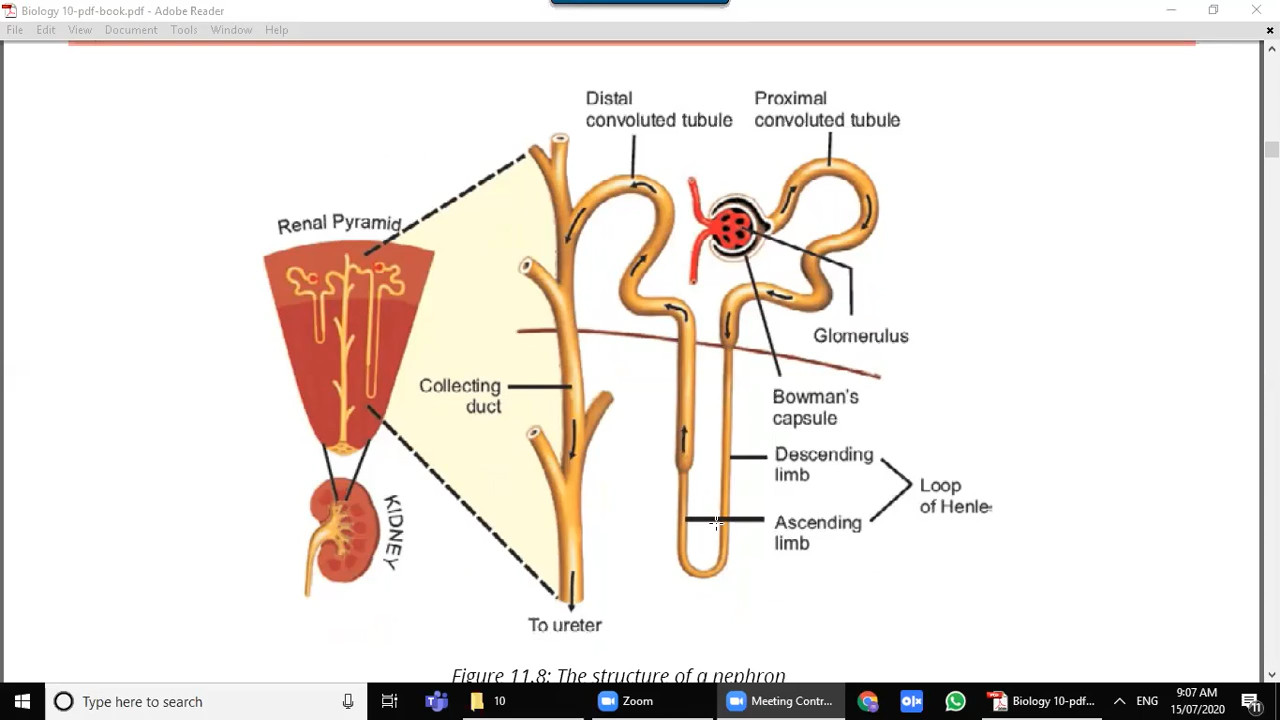 Biology 10-pdf-book.pdf - Adobe Reader
File Edit View Document Tools Window Help
Distal
convoluted tubule
Proximal
convoluted tubule
Renal Pyramid
Glomerulus
Collecting
duct
Bowman's
capsule
Descending
limb
Loop
of Henle
Ascending
limb
KIDNEY
To ureter
Figure 11.8: The structure of a nephron
Type here to search
10
Zoom
Meeting Contr...
Biology 10-pdf-...
ENG
9:07 AM
15/07/2020
11